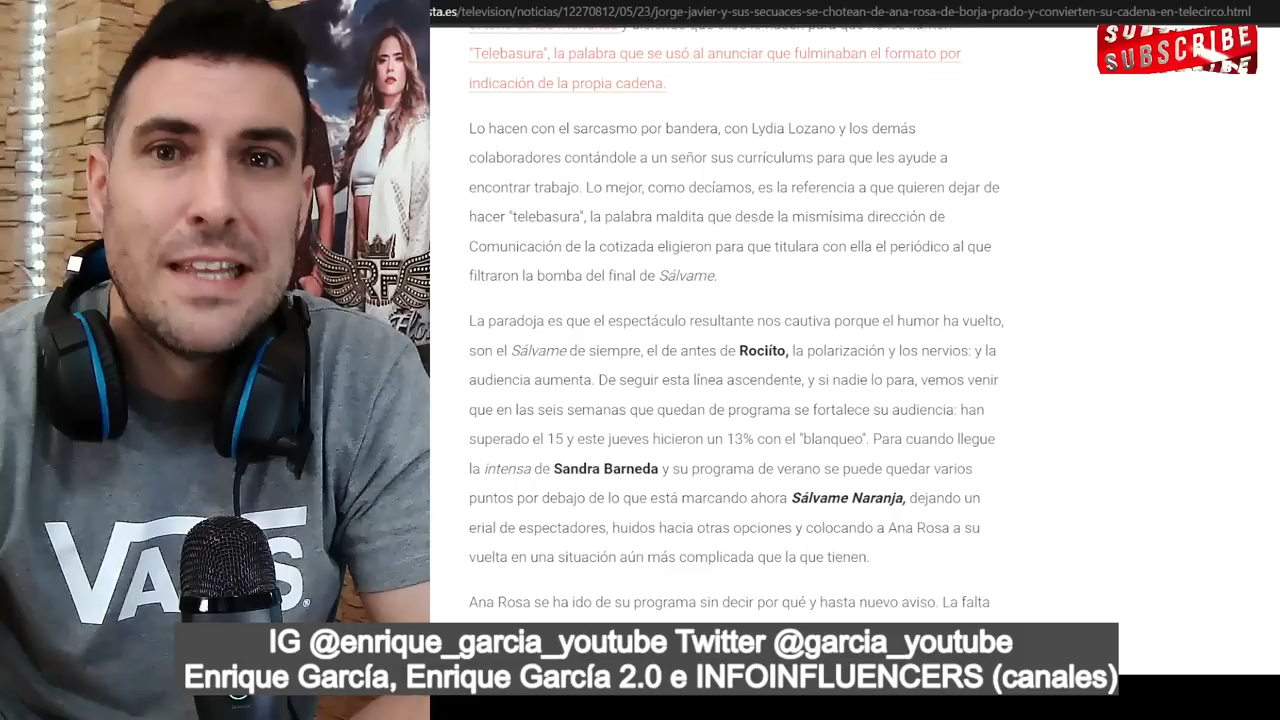 sta.es/television/noticias/12270812/05/23/jorge-javier-y-sus-secuaces-se-chotean-de-ana-rosa-de-borja-prado-y-convierten-su-cadena-en-telecirco.html
SUBSCRIBE
"Telebasura", la palabra que se usó al anunciar que fulminaban el formato por
indicación de la propia cadena.
Lo hacen con el sarcasmo por bandera, con Lydia Lozano y los demás
colaboradores contándole a un señor sus currículums para que les ayude a
encontrar trabajo. Lo mejor, como decíamos, es la referencia a que quieren dejar de
hacer "telebasura", la palabra maldita que desde la mismísima dirección de
Comunicación de la cotizada eligieron para que titulara con ella el periódico al que
filtraron la bomba del final de Sálvame.
La paradoja es que el espectáculo resultante nos cautiva porque el humor ha vuelto,
son el Sálvame de siempre, el de antes de Rociíto, la polarización y los nervios: y la
audiencia aumenta. De seguir esta línea ascendente, y si nadie lo para, vemos venir
que en las seis semanas que quedan de programa se fortalece su audiencia: han
superado el 15 y este jueves hicieron un 13% con el "blanqueo". Para cuando llegue
la intensa de Sandra Barneda y su programa de verano se puede quedar varios
puntos por debajo de lo que está marcando ahora Sálvame Naranja, dejando un
erial de espectadores, huidos hacia otras opciones y colocando a Ana Rosa a su
vuelta en una situación aún más complicada que la que tienen.
Ana Rosa se ha ido de su programa sin decir por qué y hasta nuevo aviso. La falta
RFS
VANS
IG @enrique_garcia_youtube Twitter @garcia_youtube
Enrique García, Enrique García 2.0 e INFOINFLUENCERS (canales)